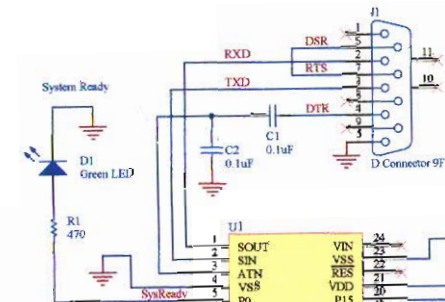 J1
1
DSR
6
RXD
2
11
RTS
7
10
System Ready
TXD
3
8
DTR
4
9
5
C1
0.1uF
C2
0.1uF
D Connector 9F
D1
Green LED
R1
470
U1
1
SOUT
VIN
24
2
SIN
VSS
23
3
ATN
RES
22
4
VSS
VDD
21
SysReady
5
P0
P15
20